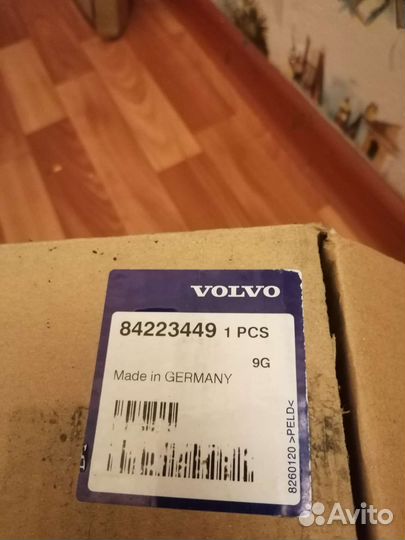 VOLVO
84223449 1 PCS
9G
Made in GERMANY
8260120 >PELD<
Avito